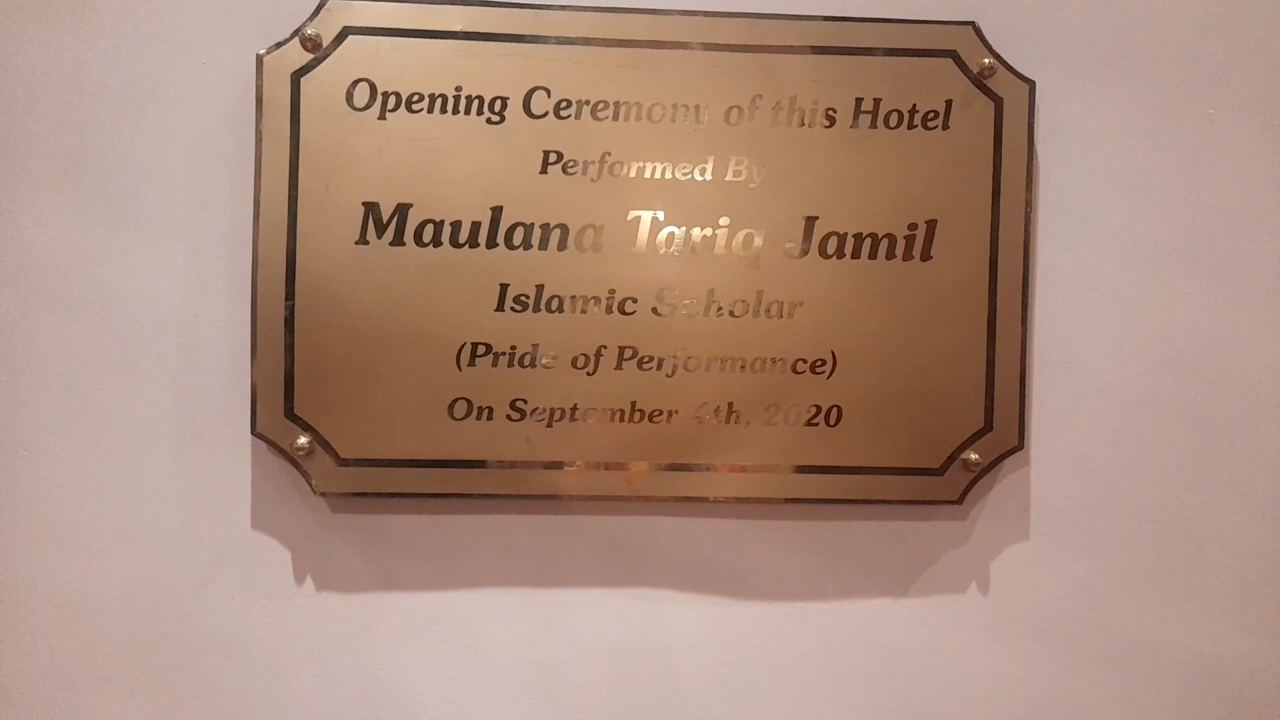 Opening Ceremony of this Hotel
Performed By
Maulana Tariq Jamil
Islamic Scholar
(Pride of Performance)
On September 4th, 2020